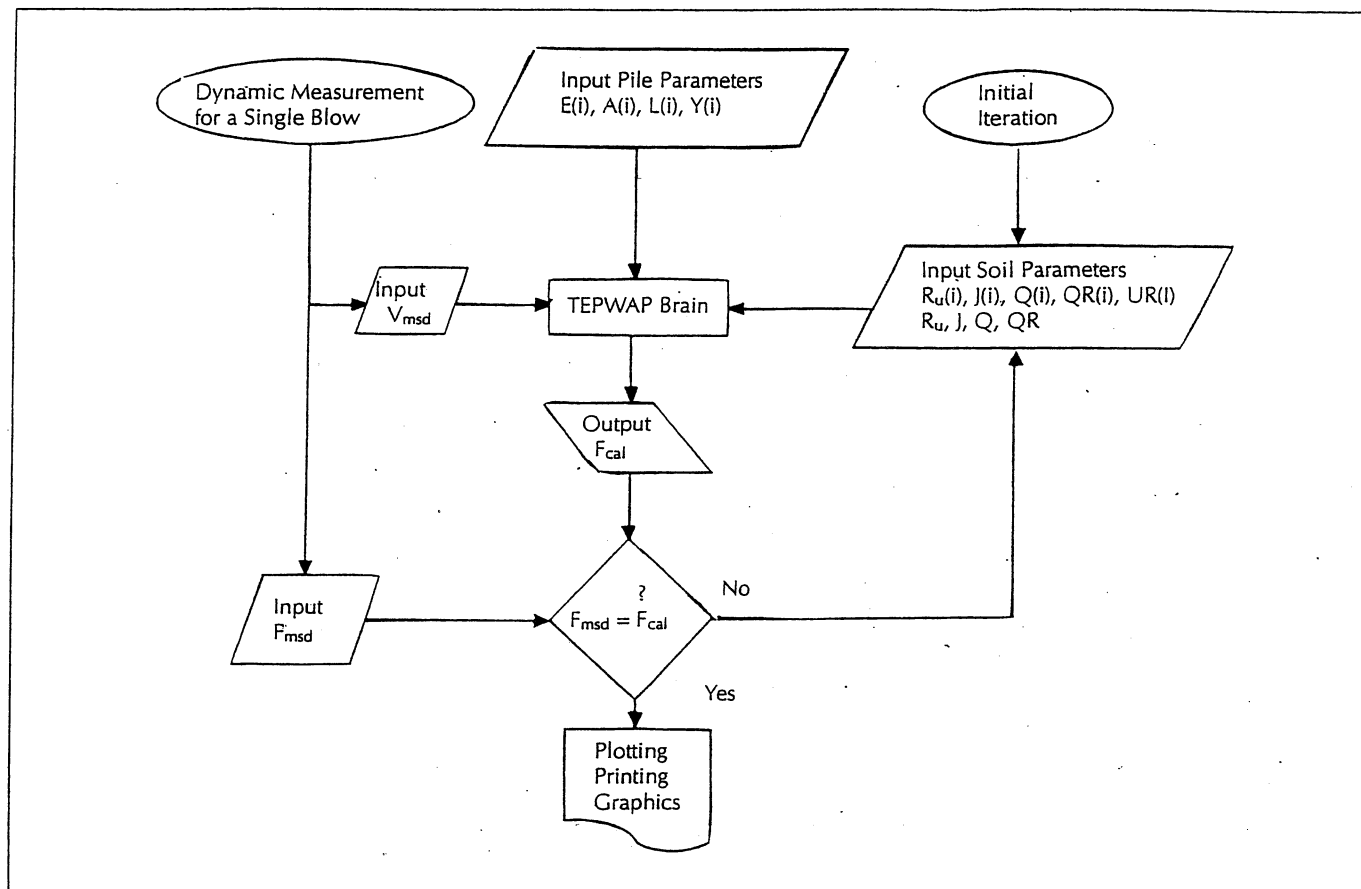 Dynamic Measurement
for a Single Blow
Input Pile Parameters
E(i), A(i), L(i), Y(i)
Initial
Iteration
Input
Vmsd
TEPWAP Brain
Input Soil Parameters
Ru(i), J(i), Q(i), QR(i), UR(I)
Ru, J, Q, QR
Output
Fcal
Input
Fmsd
?
Fmsd = Fcal
No
Yes
Plotting
Printing
Graphics